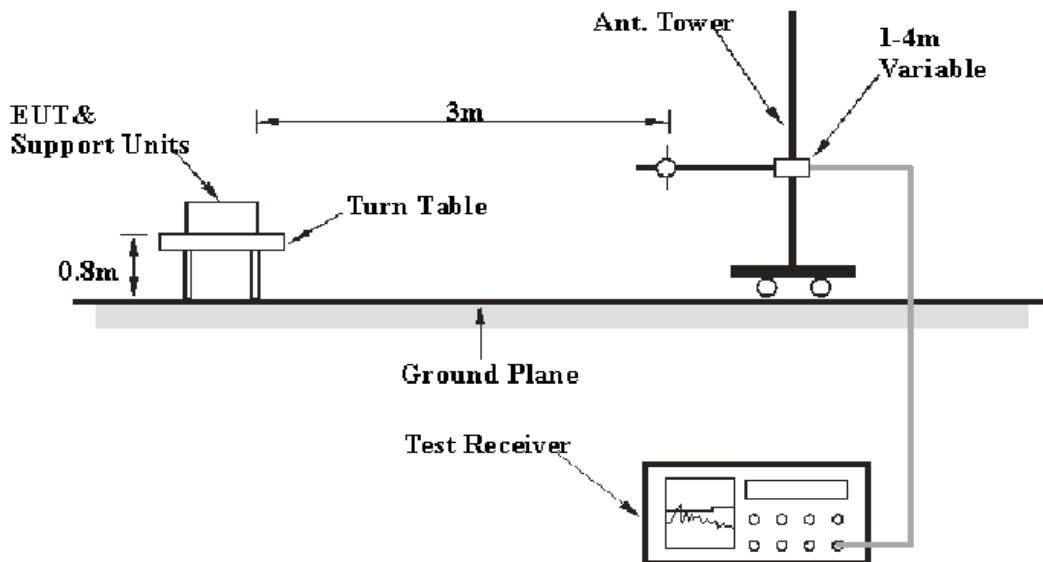 Ant. Tower
1-4m
Variable
EUT&
Support Units
3m
Turn Table
0.8m
Ground Plane
Test Receiver